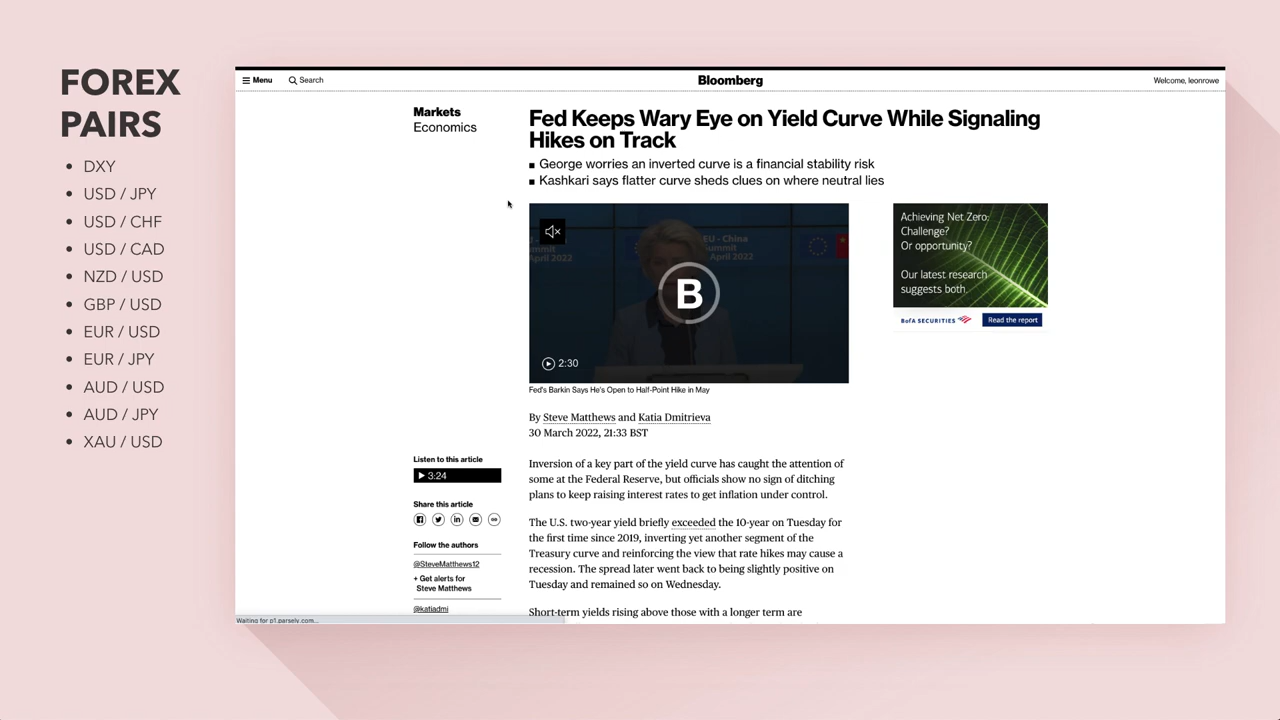 FOREX
PAIRS
DXY
USD / JPY
USD / CHF
USD / CAD
NZD / USD
GBP / USD
EUR / USD
EUR / JPY
AUD / USD
AUD / JPY
XAU / USD
Menu
Search
Bloomberg
Welcome, leonrowe
Markets
Economics
Fed Keeps Wary Eye on Yield Curve While Signaling
Hikes on Track
George worries an inverted curve is a financial stability risk
Kashkari says flatter curve sheds clues on where neutral lies
EU - China
Summit
April 2022
B
2:30
Fed's Barkin Says He's Open to Half-Point Hike in May
Achieving Net Zero:
Challenge?
Or opportunity?
Our latest research
suggests both.
BofA SECURITIES
Read the report
By Steve Matthews and Katia Dmitrieva
30 March 2022, 21:33 BST
Listen to this article
3:24
Share this article
Follow the authors
@SteveMatthews12
+ Get alerts for
Steve Matthews
@katiadmi
Inversion of a key part of the yield curve has caught the attention of
some at the Federal Reserve, but officials show no sign of ditching
plans to keep raising interest rates to get inflation under control.
The U.S. two-year yield briefly exceeded the 10-year on Tuesday for
the first time since 2019, inverting yet another segment of the
Treasury curve and reinforcing the view that rate hikes may cause a
recession. The spread later went back to being slightly positive on
Tuesday and remained so on Wednesday.
Short-term yields rising above those with a longer term are
Waiting for p1.parsely.com...